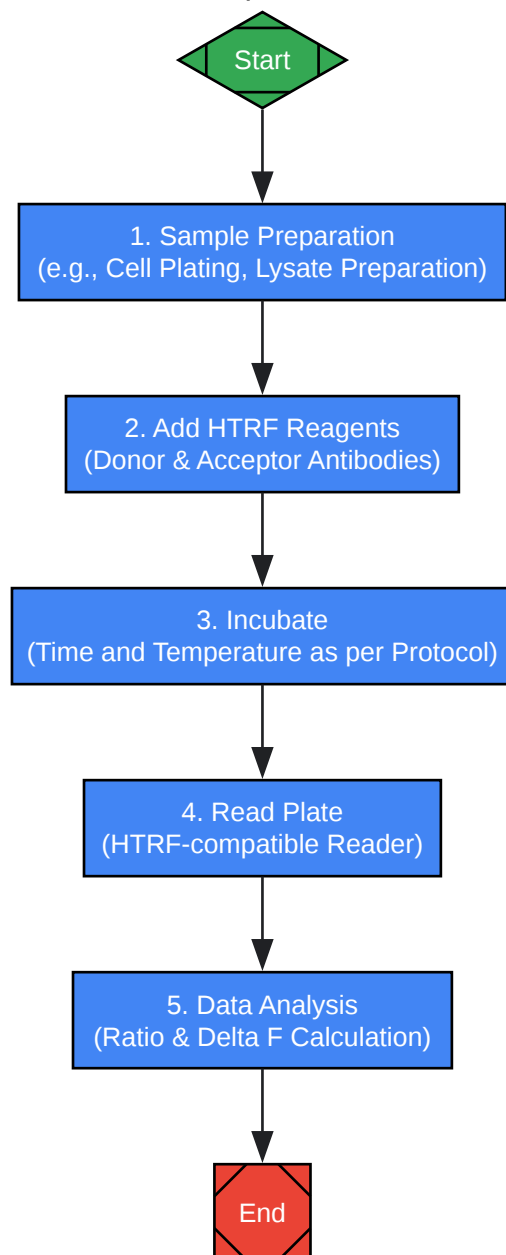 Start
1. Sample Preparation
(e.g., Cell Plating, Lysate Preparation)
2. Add HTRF Reagents
(Donor & Acceptor Antibodies)
3. Incubate
(Time and Temperature as per Protocol)
4. Read Plate
(HTRF-compatible Reader)
5. Data Analysis
(Ratio & Delta F Calculation)
End